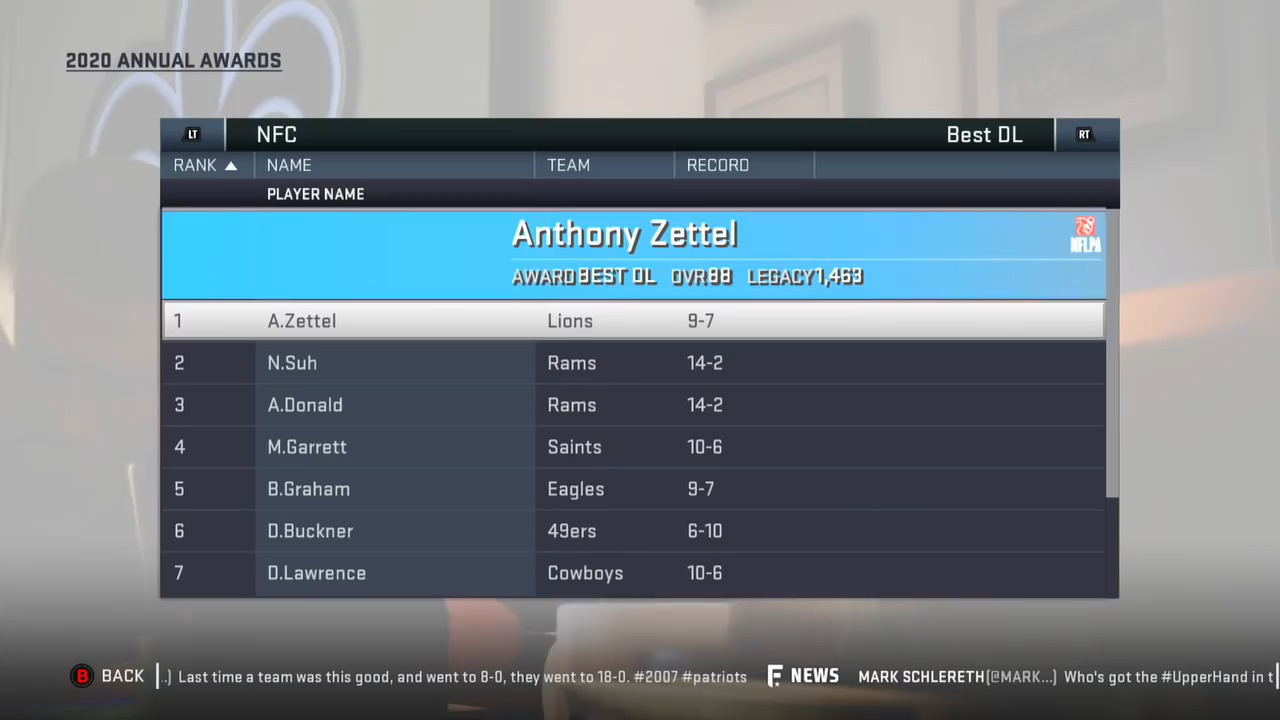 2020 ANNUAL AWARDS
LT NFC Best DL RT
RANK NAME TEAM RECORD
PLAYER NAME
Anthony Zettel
NFLPA
AWARD BEST DL OVR 88 LEGACY 1,463
1 A.Zettel Lions 9-7
2 N.Suh Rams 14-2
3 A.Donald Rams 14-2
4 M.Garrett Saints 10-6
5 B.Graham Eagles 9-7
6 D.Buckner 49ers 6-10
7 D.Lawrence Cowboys 10-6
B BACK ..) Last time a team was this good, and went to 8-0, they went to 18-0. #2007 #patriots F NEWS MARK SCHLERETH(@MARK...) Who's got the #UpperHand in t